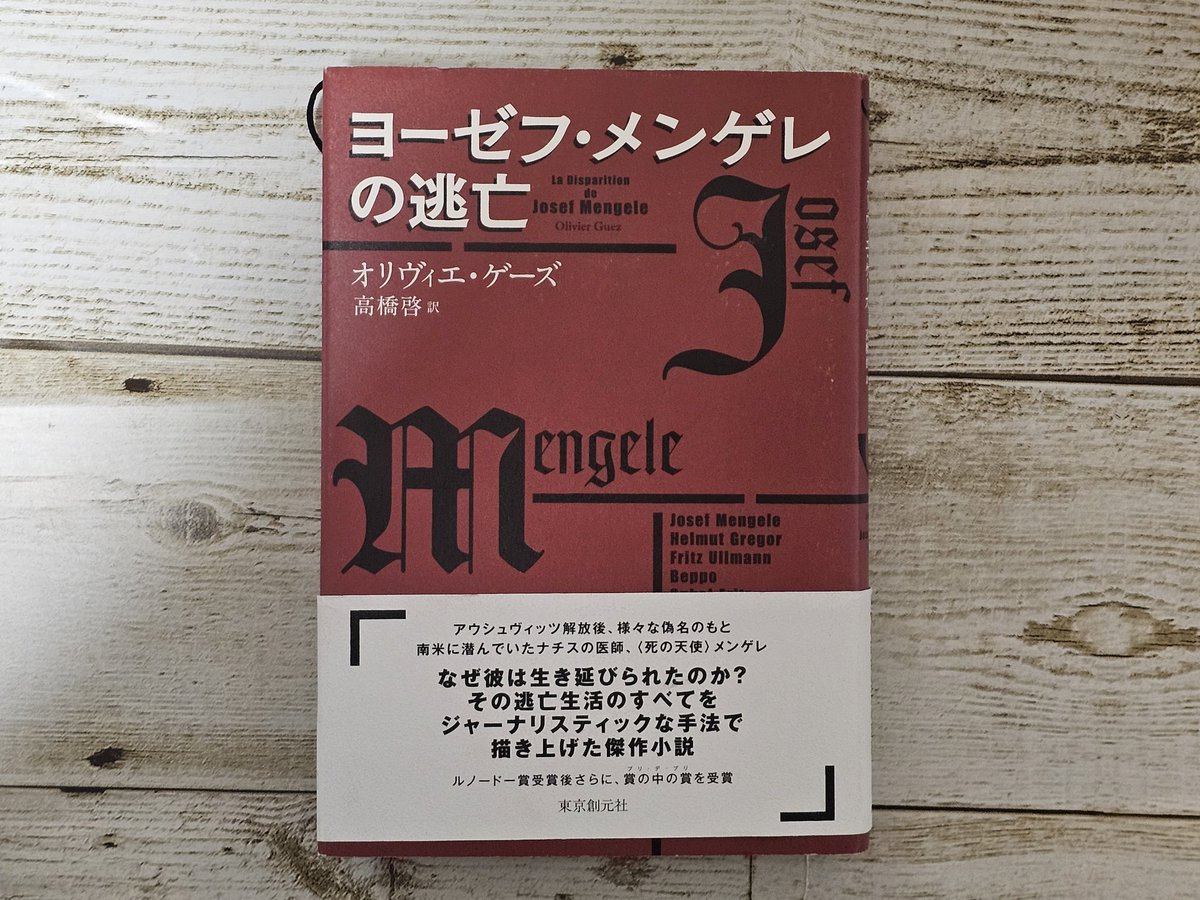 ヨーゼフ・メンゲレ
の逃亡
La Disparition
de
Josef Mengele
Olivier Guez
オリヴィエ・ゲーズ
高橋啓 訳
Josef
Mengele
Josef Mengele
Helmut Gregor
Fritz Ullmann
Beppo
アウシュヴィッツ解放後、様々な偽名のもと
南米に潜んでいたナチスの医師、〈死の天使〉メンゲレ
なぜ彼は生き延びられたのか?
その逃亡生活のすべてを
ジャーナリスティックな手法で
描き上げた傑作小説
プリ・デ・プリ
ルノードー賞受賞後さらに、賞の中の賞を受賞
東京創元社